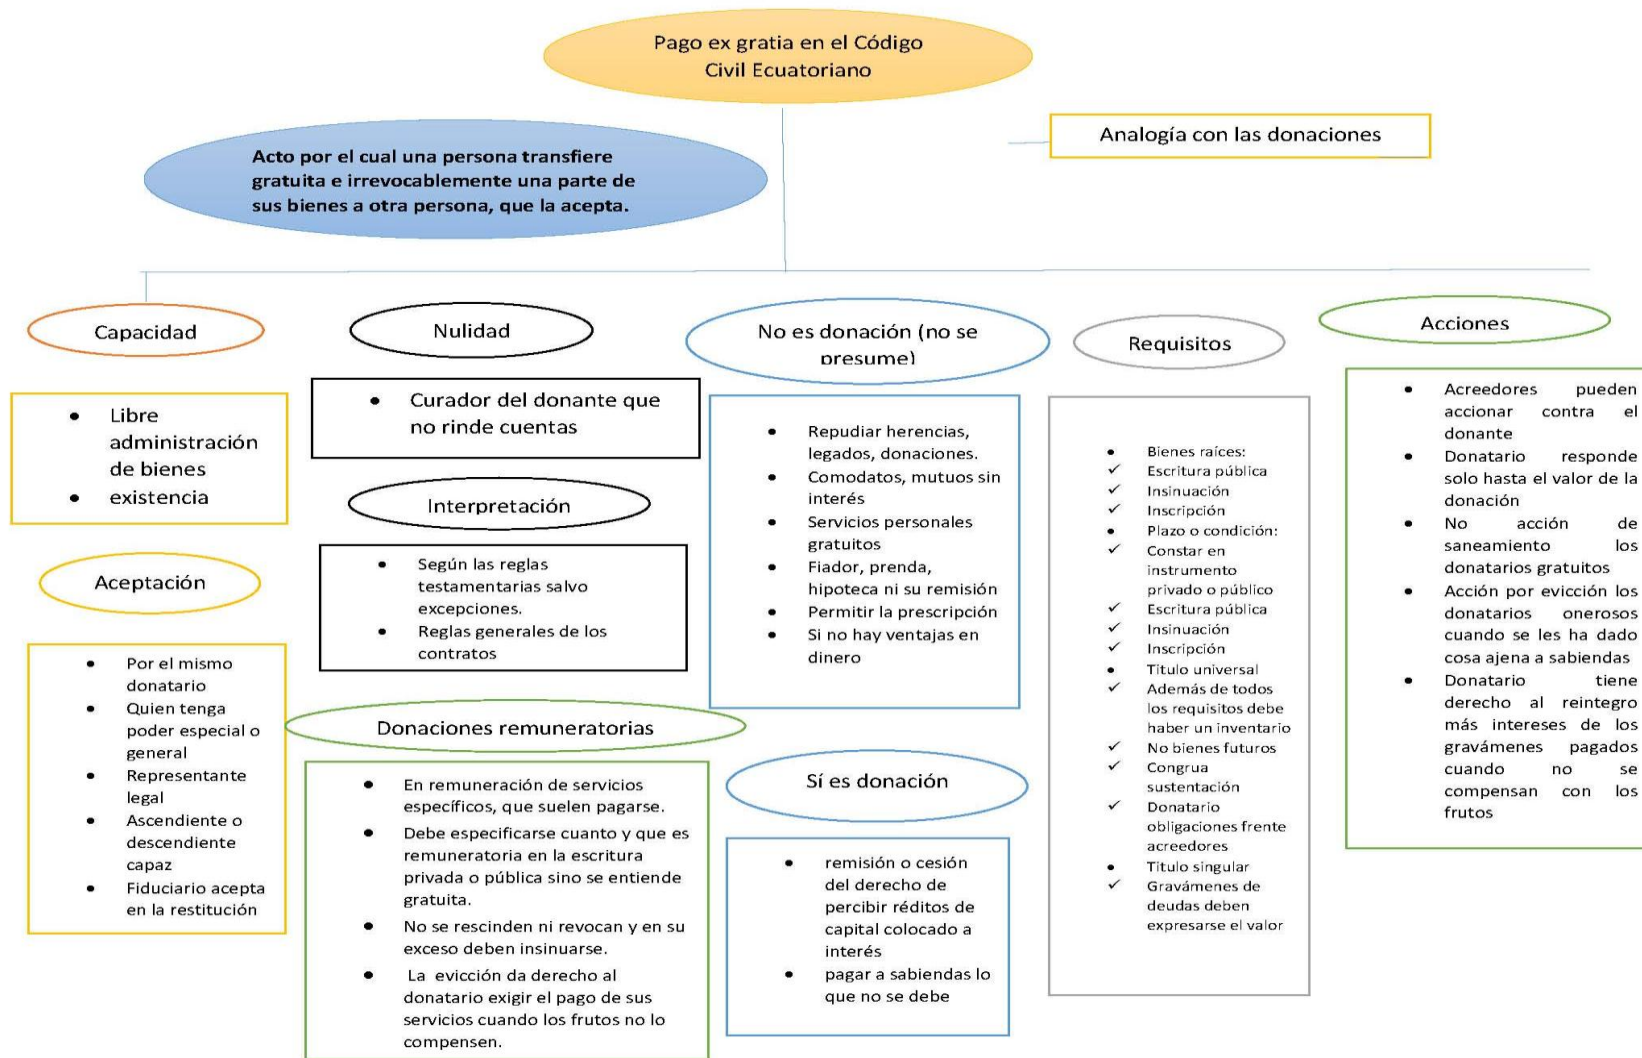 Pago ex gratia en el Código
Civil Ecuatoriano
Analogía con las donaciones
Acto por el cual una persona transfiere
gratuita e irrevocablemente una parte de
sus bienes a otra persona, que la acepta.
Capacidad
• Libre
administración
de bienes
• existencia
Aceptación
• Por el mismo
donatario
• Quien tenga
poder especial o
general
• Representante
legal
• Ascendiente o
descendiente
capaz
• Fiduciario acepta
en la restitución
Nulidad
• Curador del donante que
no rinde cuentas
Interpretación
• Según las reglas
testamentarias salvo
excepciones.
• Reglas generales de los
contratos
Donaciones remuneratorias
• En remuneración de servicios
específicos, que suelen pagarse.
• Debe especificarse cuanto y que es
remuneratoria en la escritura
privada o pública sino se entiende
gratuita.
• No se rescinden ni revocan y en su
exceso deben insinuarse.
• La evicción da derecho al
donatario exigir el pago de sus
servicios cuando los frutos no lo
compensen.
No es donación (no se
presume)
• Repudiar herencias,
legados, donaciones.
• Comodatos, mutuos sin
interés
• Servicios personales
gratuitos
• Fiador, prenda,
hipoteca ni su remisión
• Permitir la prescripción
• Si no hay ventajas en
dinero
Sí es donación
• remisión o cesión
del derecho de
percibir réditos de
capital colocado a
interés
• pagar a sabiendas lo
que no se debe
Requisitos
• Bienes raíces:
✓ Escritura pública
✓ Insinuación
✓ Inscripción
• Plazo o condición:
✓ Constar en
instrumento
privado o público
✓ Escritura pública
✓ Insinuación
✓ Inscripción
• Titulo universal
✓ Además de todos
los requisitos debe
haber un inventario
✓ No bienes futuros
✓ Congrua
sustentación
✓ Donatario
obligaciones frente
acreedores
• Titulo singular
✓ Gravámenes de
deudas deben
expresarse el valor
Acciones
• Acreedores pueden
accionar contra el
donante
• Donatario responde
solo hasta el valor de la
donación
• No acción de
saneamiento los
donatarios gratuitos
• Acción por evicción los
donatarios onerosos
cuando se les ha dado
cosa ajena a sabiendas
• Donatario tiene
derecho al reintegro
más intereses de los
gravámenes pagados
cuando no se
compensan con los
frutos